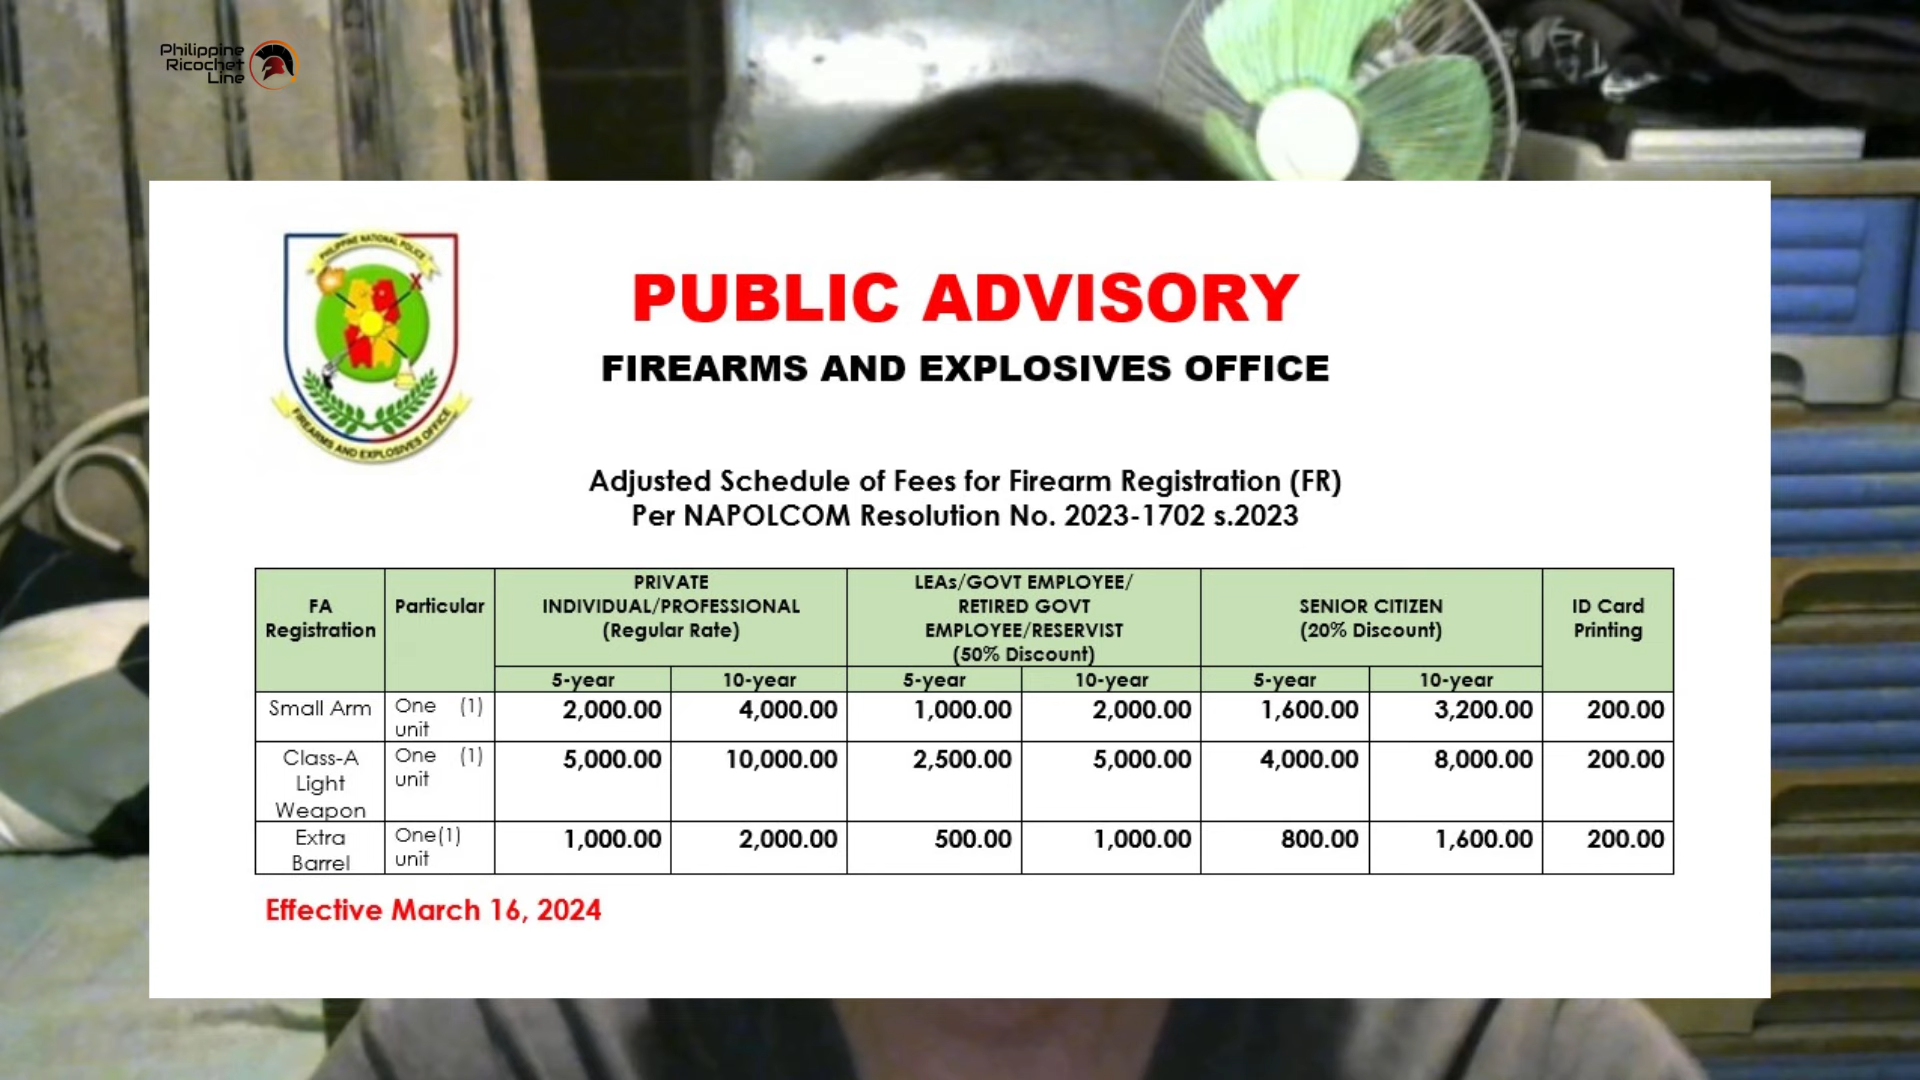 Philippine
Ricochet
Line
PHILIPPINE NATIONAL POLICE
FIREARMS AND EXPLOSIVES OFFICE
PUBLIC ADVISORY
FIREARMS AND EXPLOSIVES OFFICE
Adjusted Schedule of Fees for Firearm Registration (FR)
Per NAPOLCOM Resolution No. 2023-1702 s.2023
FA Registration
Particular
PRIVATE
INDIVIDUAL/PROFESSIONAL
(Regular Rate)
LEAs/GOVT EMPLOYEE/
RETIRED GOVT
EMPLOYEE/RESERVIST
(50% Discount)
SENIOR CITIZEN
(20% Discount)
ID Card
Printing
5-year 10-year 5-year 10-year 5-year 10-year
Small Arm One (1) unit 2,000.00 4,000.00 1,000.00 2,000.00 1,600.00 3,200.00 200.00
Class-A Light Weapon One (1) unit 5,000.00 10,000.00 2,500.00 5,000.00 4,000.00 8,000.00 200.00
Extra Barrel One(1) unit 1,000.00 2,000.00 500.00 1,000.00 800.00 1,600.00 200.00
Effective March 16, 2024